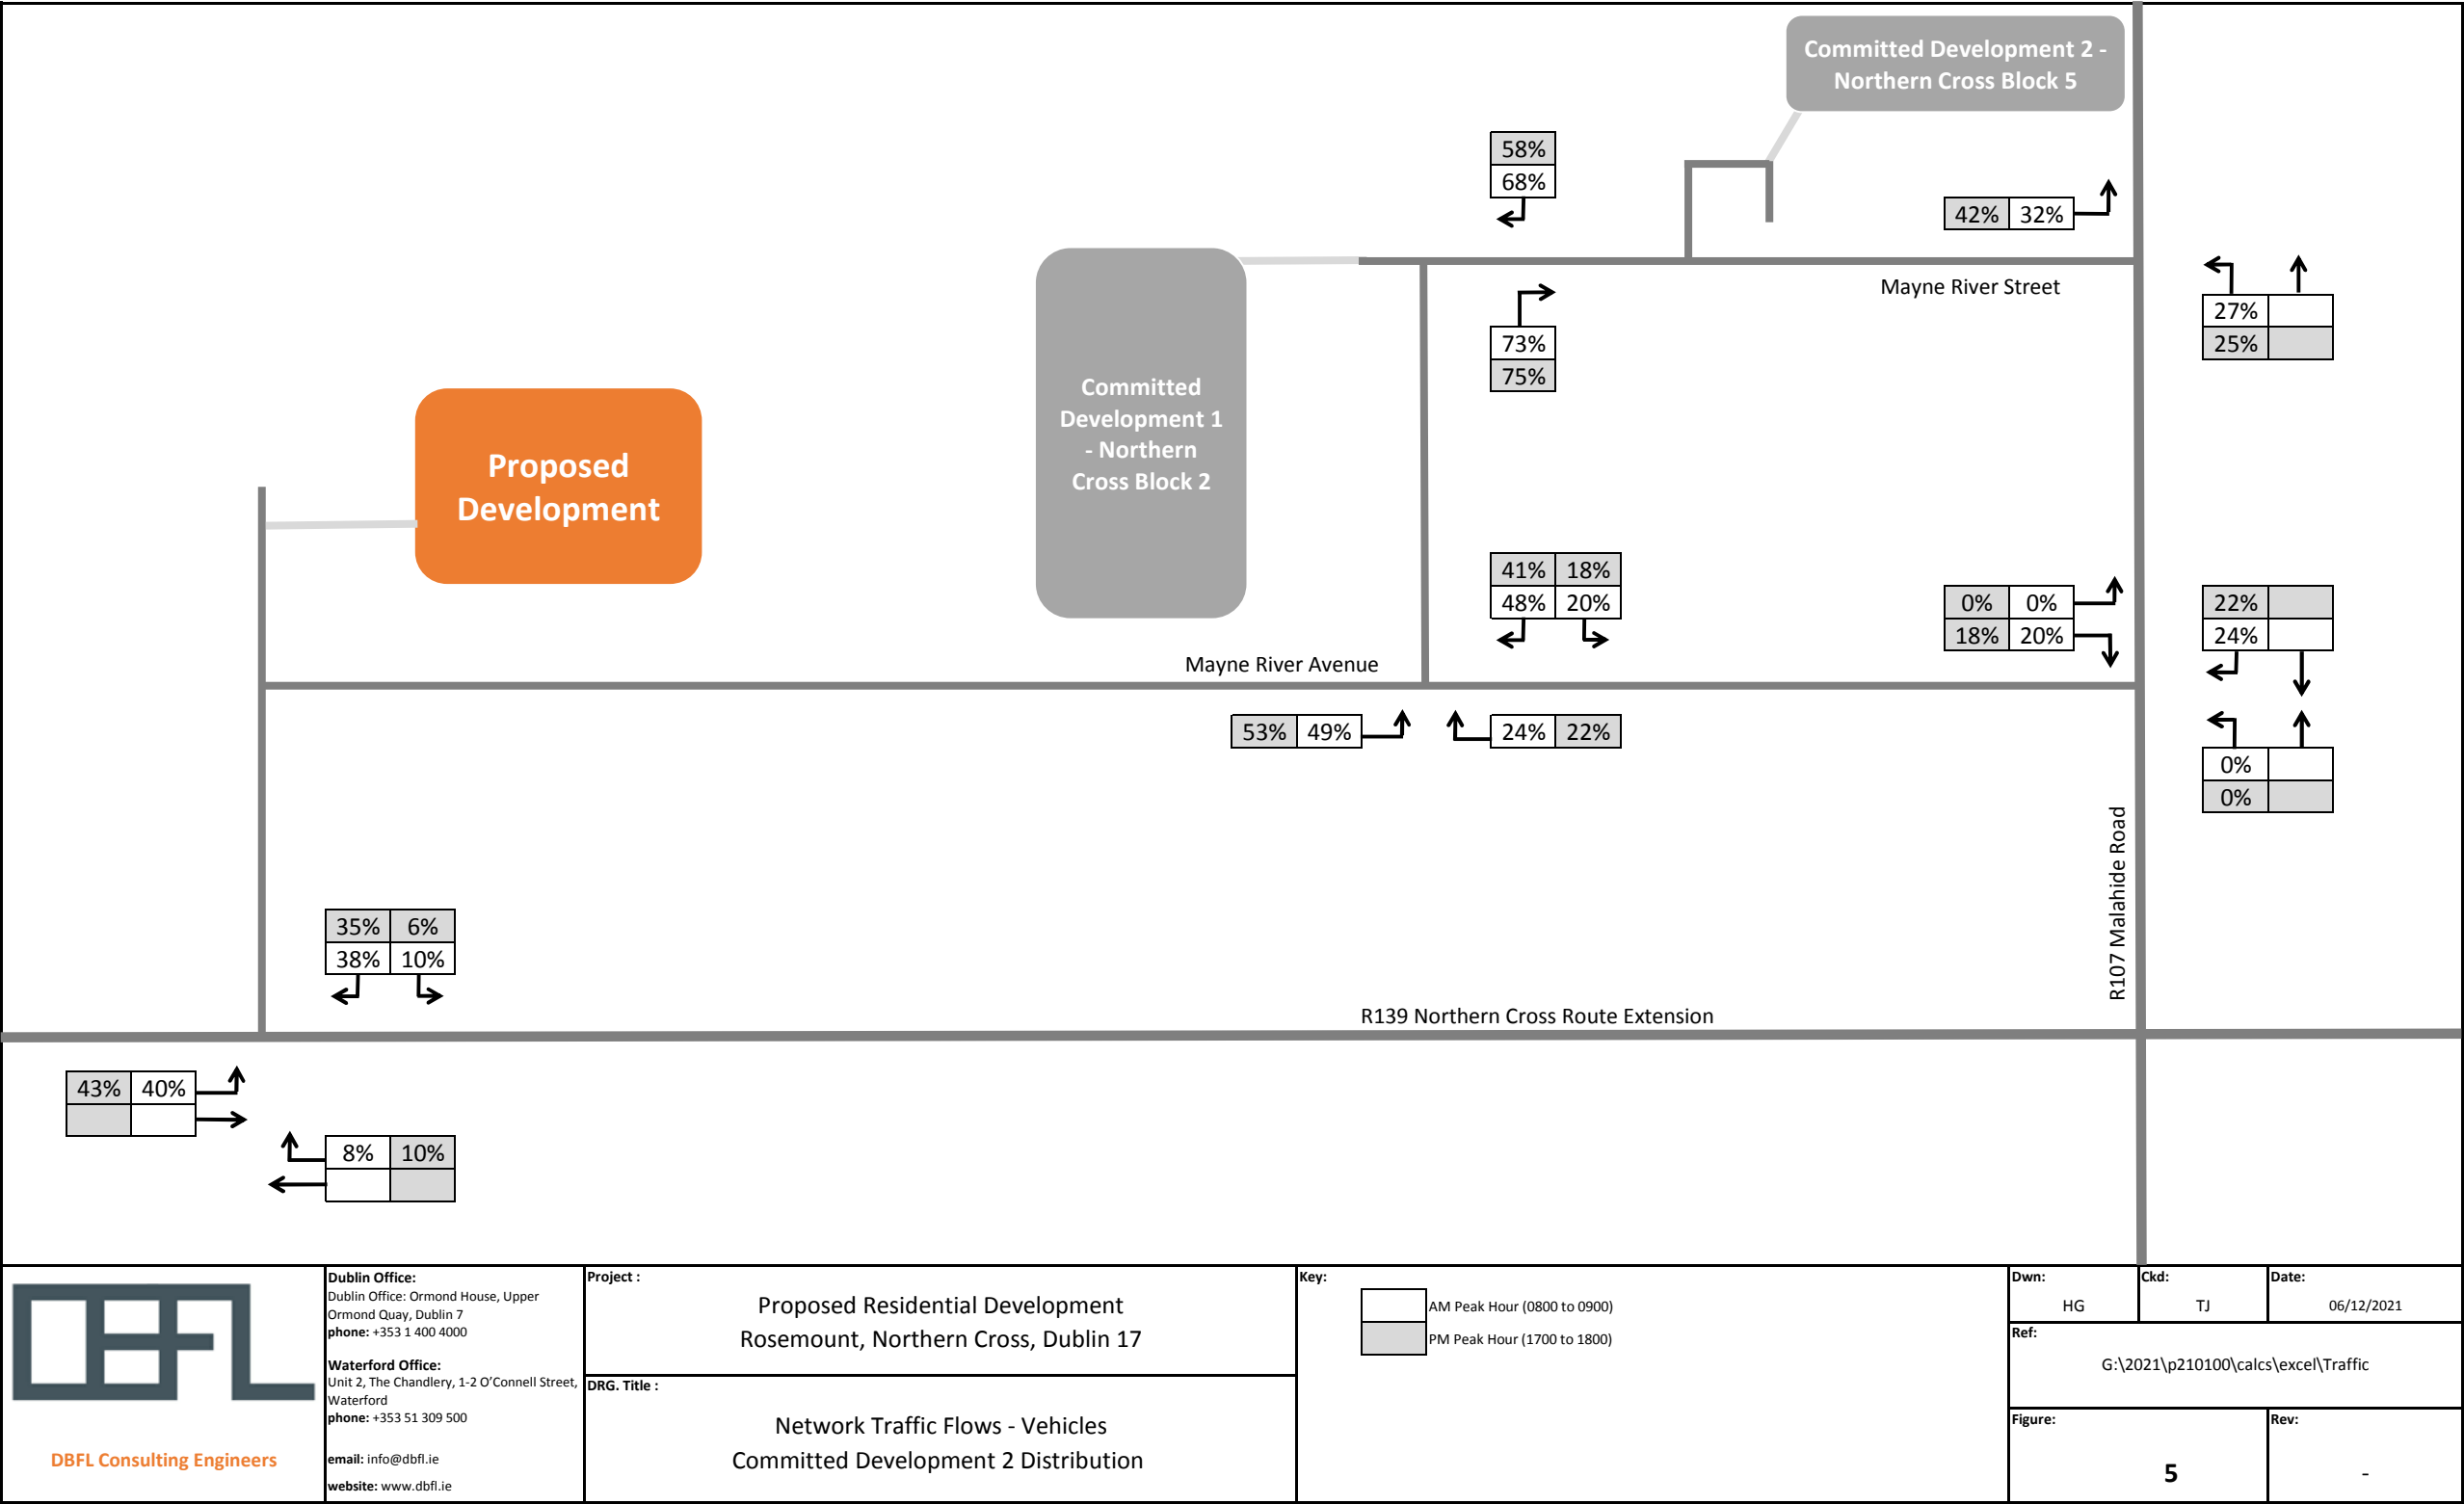 Committed Development 2 -
Northern Cross Block 5
58%
68%
42% 32%
Mayne River Street
27%
25%
73%
75%
Committed
Development 1
- Northern
Cross Block 2
Proposed
Development
41% 18%
48% 20%
0% 0%
18% 20%
22%
24%
Mayne River Avenue
53% 49%
24% 22%
0%
0%
R107 Malahide Road
35% 6%
38% 10%
R139 Northern Cross Route Extension
43% 40%
8% 10%
DBFL
DBFL Consulting Engineers
Dublin Office:
Dublin Office: Ormond House, Upper
Ormond Quay, Dublin 7
phone: +353 1 400 4000
Waterford Office:
Unit 2, The Chandlery, 1-2 O’Connell Street,
Waterford
phone: +353 51 309 500
email: info@dbfl.ie
website: www.dbfl.ie
Project :
Proposed Residential Development
Rosemount, Northern Cross, Dublin 17
DRG. Title :
Network Traffic Flows - Vehicles
Committed Development 2 Distribution
Key:
AM Peak Hour (0800 to 0900)
PM Peak Hour (1700 to 1800)
Dwn: Ckd: Date:
HG TJ 06/12/2021
Ref:
G:\2021\p210100\calcs\excel\Traffic
Figure: Rev:
5 -